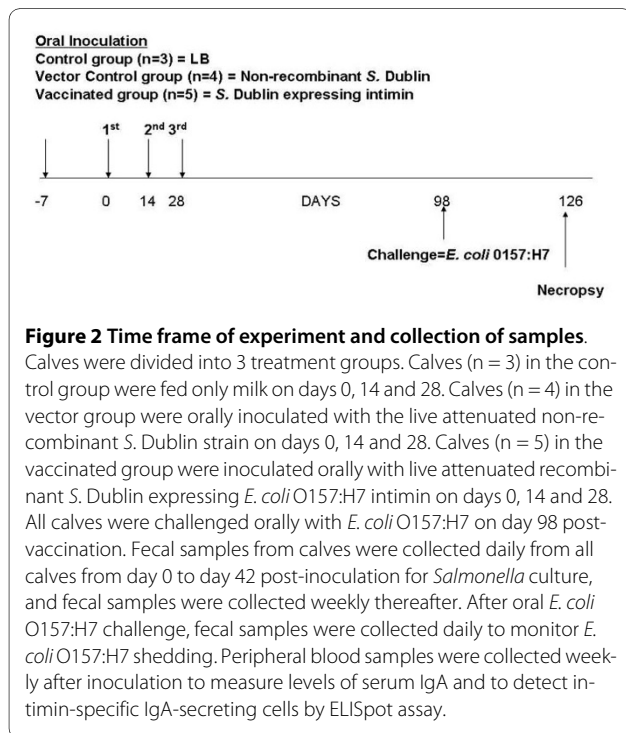 Oral Inoculation
Control group (n=3) = LB
Vector Control group (n=4) = Non-recombinant S. Dublin
Vaccinated group (n=5) = S. Dublin expressing intimin
1st 2nd 3rd
-7 0 14 28 DAYS 98 126
Challenge=E. coli 0157:H7
Necropsy
Figure 2 Time frame of experiment and collection of samples.
Calves were divided into 3 treatment groups. Calves (n = 3) in the con-
trol group were fed only milk on days 0, 14 and 28. Calves (n = 4) in the
vector group were orally inoculated with the live attenuated non-re-
combinant S. Dublin strain on days 0, 14 and 28. Calves (n = 5) in the
vaccinated group were inoculated orally with live attenuated recombi-
nant S. Dublin expressing E. coli O157:H7 intimin on days 0, 14 and 28.
All calves were challenged orally with E. coli O157:H7 on day 98 post-
vaccination. Fecal samples from calves were collected daily from all
calves from day 0 to day 42 post-inoculation for Salmonella culture,
and fecal samples were collected weekly thereafter. After oral E. coli
O157:H7 challenge, fecal samples were collected daily to monitor E.
coli O157:H7 shedding. Peripheral blood samples were collected week-
ly after inoculation to measure levels of serum IgA and to detect in-
timin-specific IgA-secreting cells by ELISpot assay.